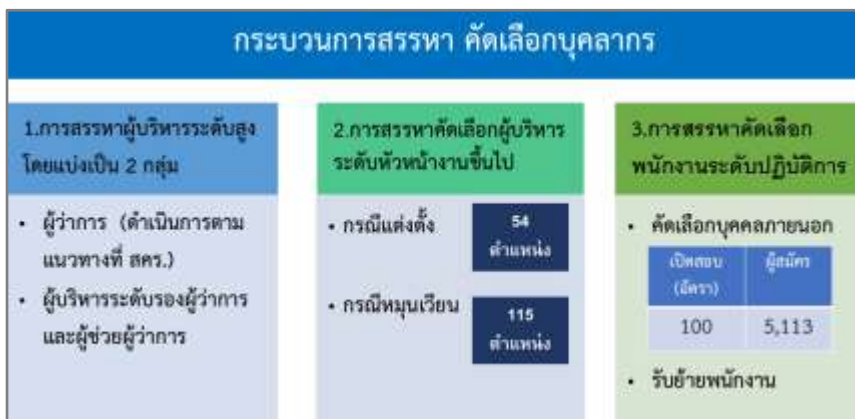 กระบวนการสรรหา คัดเลือกบุคลากร
1.การสรรหาผู้บริหารระดับสูง
โดยแบ่งเป็น 2 กลุ่ม
• ผู้ว่าการ (ดำเนินการตาม
แนวทางที่ สคร.)
• ผู้บริหารระดับรองผู้ว่าการ
และผู้ช่วยผู้ว่าการ
2.การสรรหาคัดเลือกผู้บริหาร
ระดับหัวหน้างานขึ้นไป
• กรณีแต่งตั้ง
54
ตำแหน่ง
• กรณีหมุนเวียน
115
ตำแหน่ง
3.การสรรหาคัดเลือก
พนักงานระดับปฏิบัติการ
• คัดเลือกบุคคลภายนอก
เปิดสอบ
(อัตรา)
ผู้สมัคร
100
5,113
• รับย้ายพนักงาน